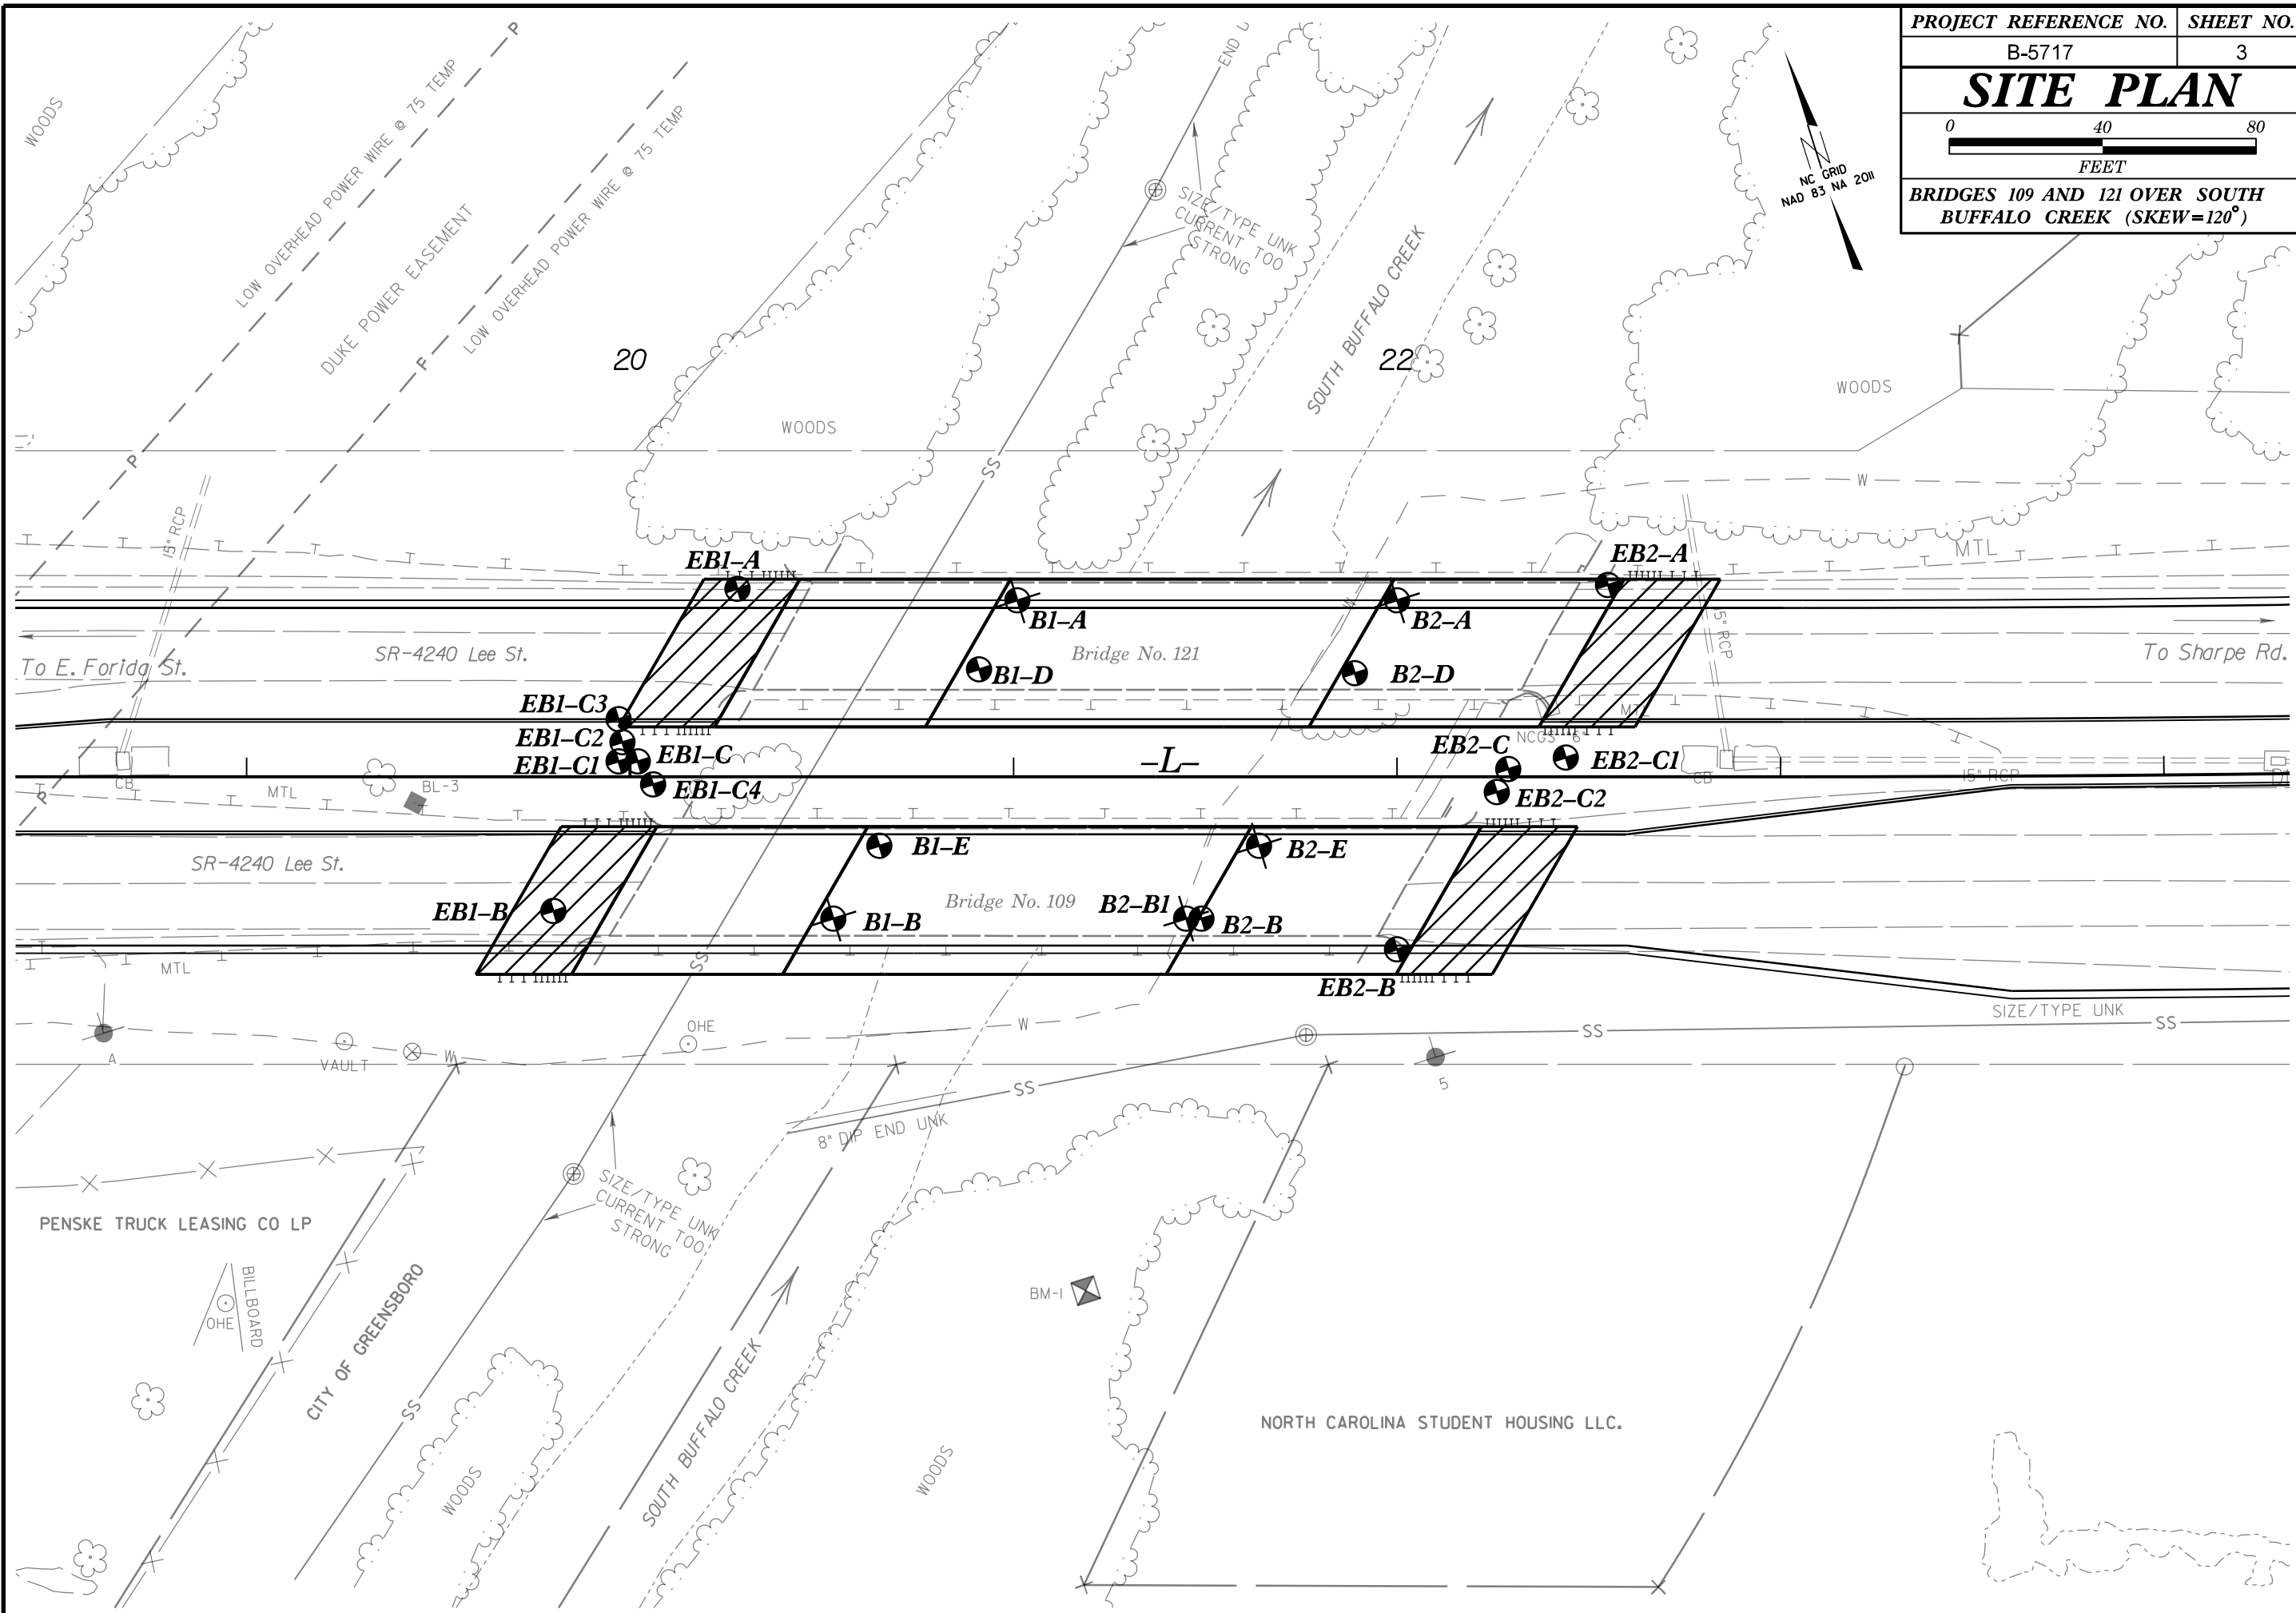 PROJECT REFERENCE NO. SHEET NO.
B-5717 3
SITE PLAN
0 40 80
FEET
BRIDGES 109 AND 121 OVER SOUTH
BUFFALO CREEK (SKEW=120°)
NC GRID
NAD 83 NA 2011
WOODS
P
LOW OVERHEAD POWER WIRE @ 75 TEMP
DUKE POWER EASEMENT
LOW OVERHEAD POWER WIRE @ 75 TEMP
P
SIZE/TYPE UNK
CURRENT TOO
STRONG
SOUTH BUFFALO CREEK
20
22
WOODS
WOODS
P
SS
W
15" RCP
MTL
EB1-A
EB2-A
B1-A
B2-A
W
SR-4240 Lee St.
Bridge No. 121
To E. Forida St.
To Sharpe Rd.
B1-D
B2-D
EB1-C3
EB1-C2
EB1-C
EB1-C1
EB1-C4
-L-
NCGS 6"
EB2-C
EB2-C1
EB2-C2
CB
MTL
BL-3
P
CB
15" RCP
B1-E
B2-E
SR-4240 Lee St.
Bridge No. 109
EB1-B
B1-B
B2-B1
B2-B
EB2-B
MTL
SS
OHE
W
SS
SIZE/TYPE UNK
SS
4
VAULT
W
5
SS
8" DIP END UNK
SIZE/TYPE UNK
CURRENT TOO
STRONG
PENSKE TRUCK LEASING CO LP
BILLBOARD
OHE
CITY OF GREENSBORO
SS
WOODS
SOUTH BUFFALO CREEK
WOODS
BM-1
NORTH CAROLINA STUDENT HOUSING LLC.